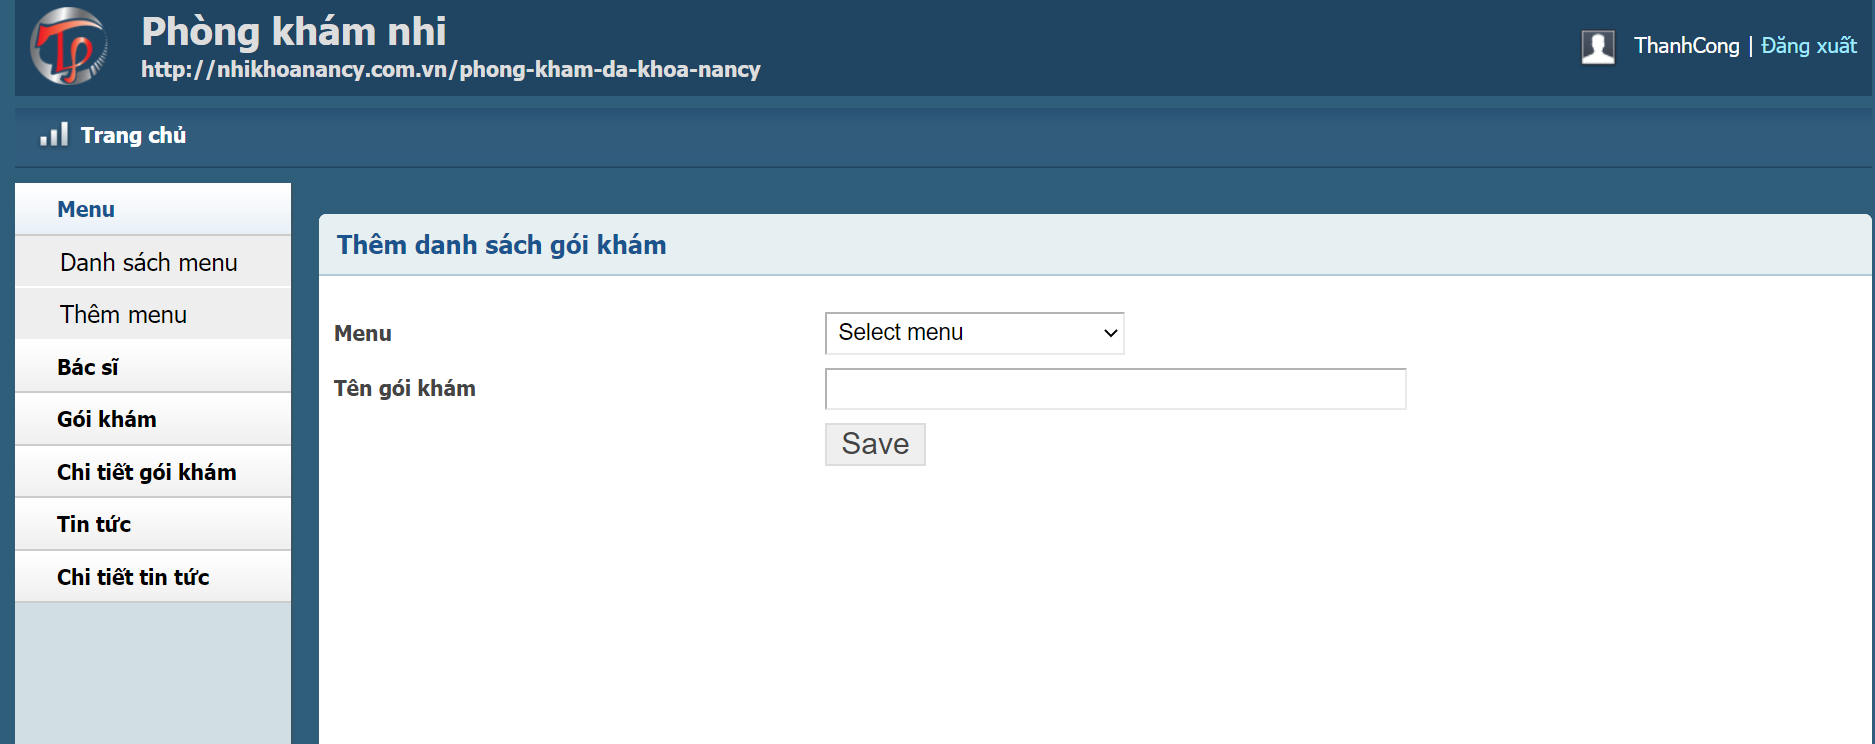 Phòng khám nhi
http://nhikhoanancy.com.vn/phong-kham-da-khoa-nancy
ThanhCong | Đăng xuất
Trang chủ
Menu
Danh sách menu
Thêm menu
Bác sĩ
Gói khám
Chi tiết gói khám
Tin tức
Chi tiết tin tức
Thêm danh sách gói khám
Menu
Select menu
Tên gói khám
Save